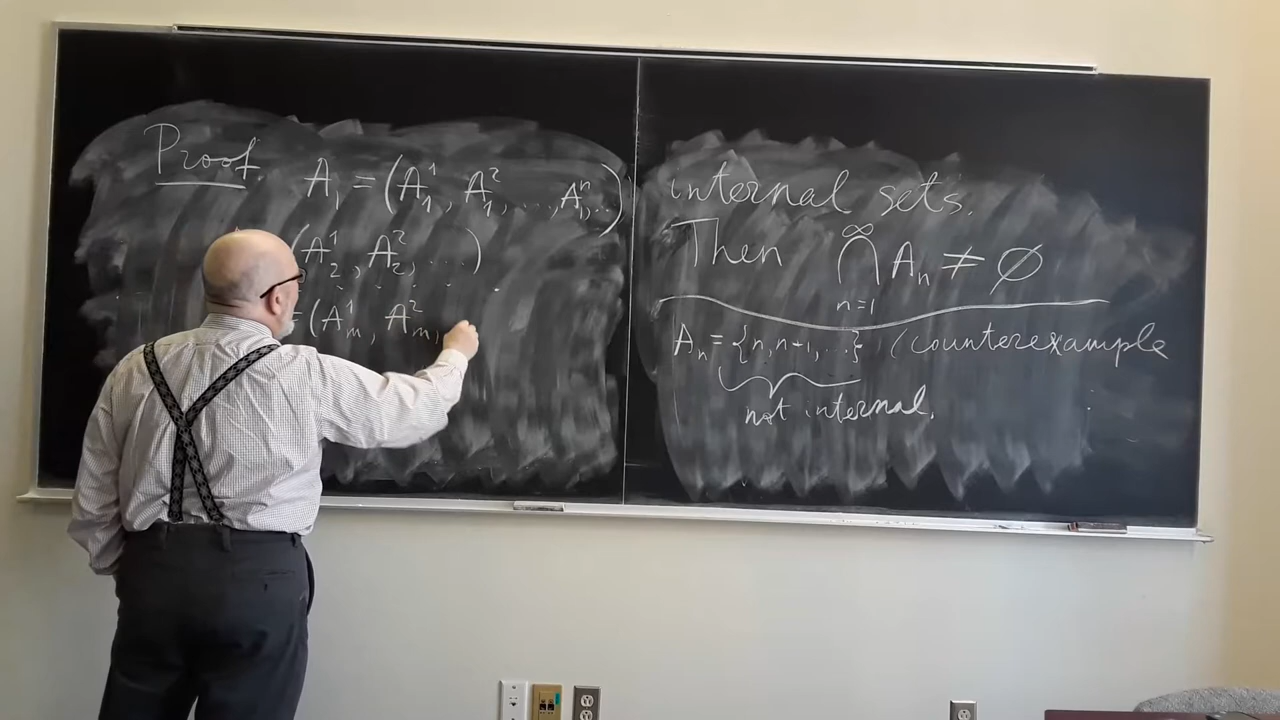 Proof. A₁ = (A₁¹, A₁², ..., A₁ⁿ, ..)
(A₂¹, A₂², ...)
= (Aₘ¹, Aₘ²,
internal sets.
Then ⋂ₙ₌₁^∞ Aₙ ≠ ∅
Aₙ = {n, n+1, ...} (counterexample
not internal.